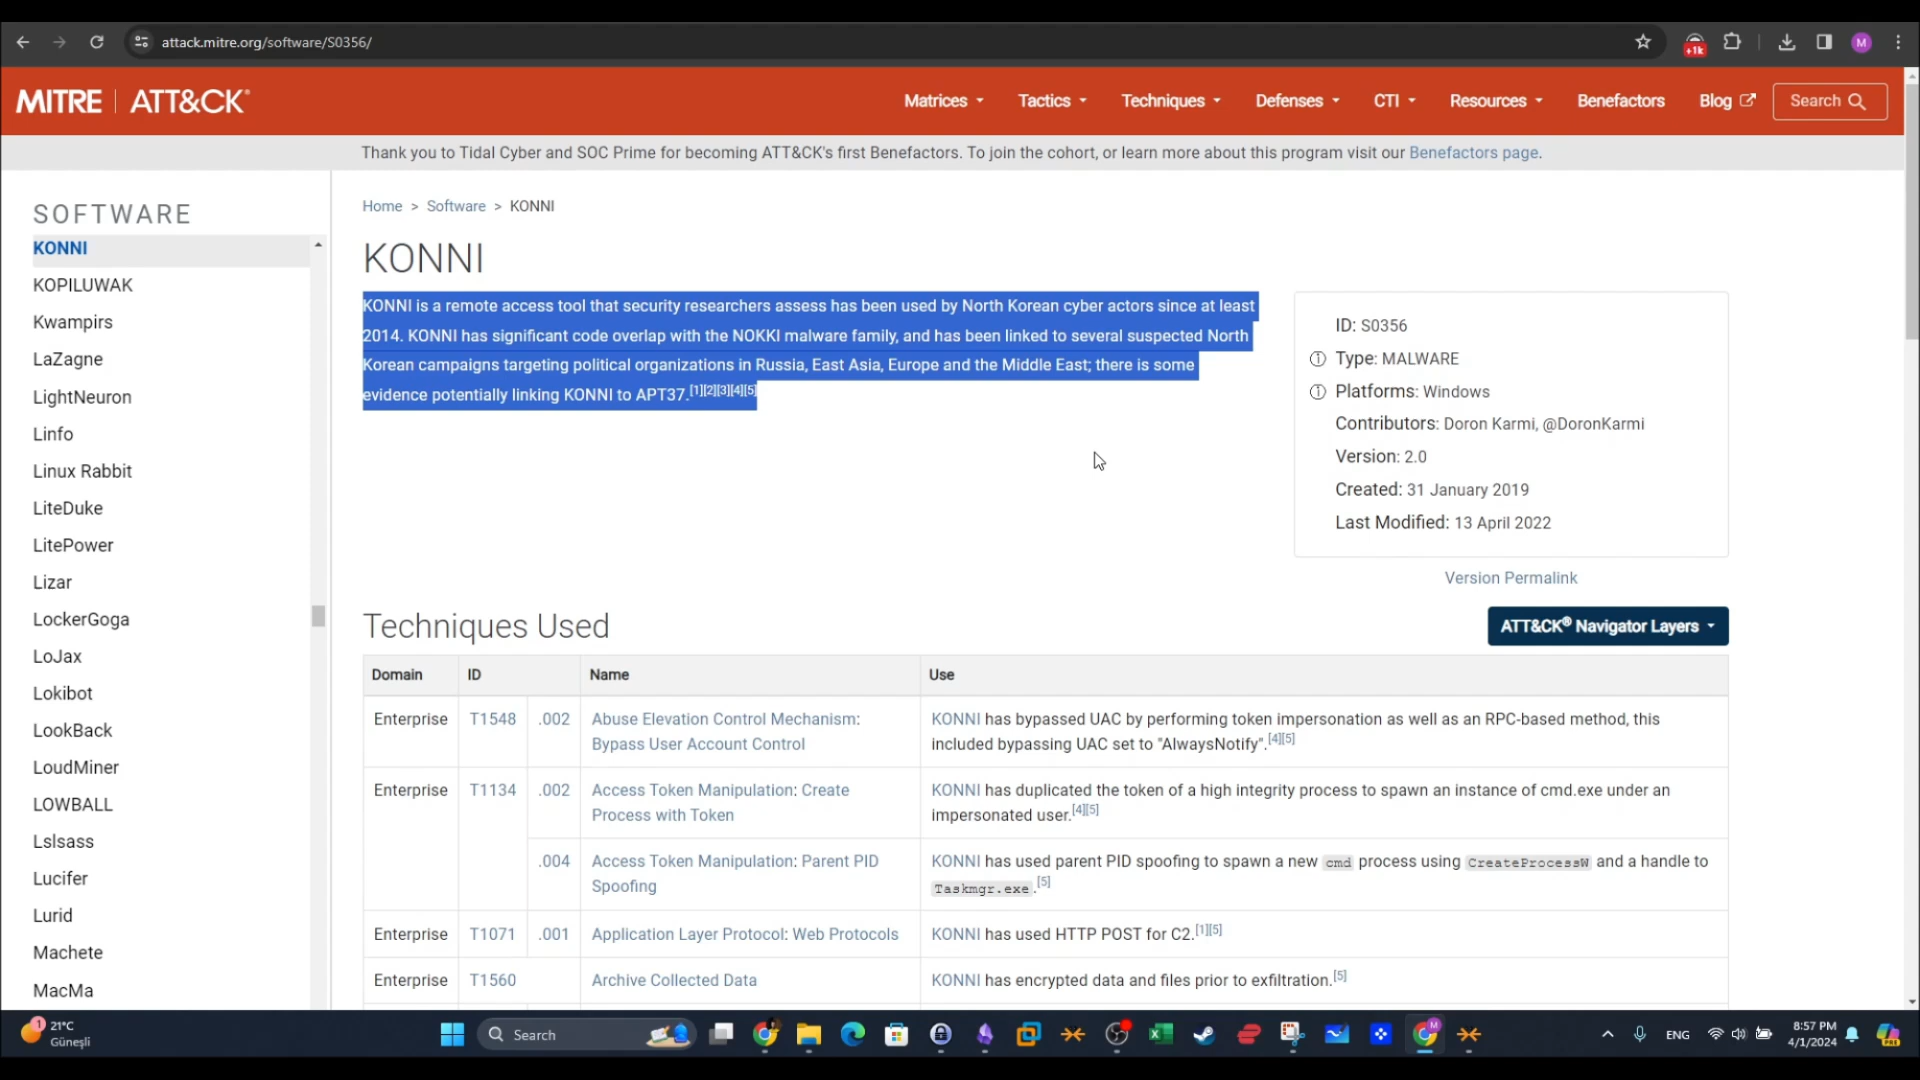 attack.mitre.org/software/S0356/
+1k
M
MITRE | ATT&CK®
Matrices
Tactics
Techniques
Defenses
CTI
Resources
Benefactors
Blog
Search
Thank you to Tidal Cyber and SOC Prime for becoming ATT&CK's first Benefactors. To join the cohort, or learn more about this program visit our Benefactors page.
SOFTWARE
KONNI
KOPILUWAK
Kwampirs
LaZagne
LightNeuron
Linfo
Linux Rabbit
LiteDuke
LitePower
Lizar
LockerGoga
LoJax
Lokibot
LookBack
LoudMiner
LOWBALL
Lslsass
Lucifer
Lurid
Machete
MacMa
Home > Software > KONNI
KONNI
KONNI is a remote access tool that security researchers assess has been used by North Korean cyber actors since at least
2014. KONNI has significant code overlap with the NOKKI malware family, and has been linked to several suspected North
Korean campaigns targeting political organizations in Russia, East Asia, Europe and the Middle East; there is some
evidence potentially linking KONNI to APT37.[1][2][3][4][5]
ID: S0356
Type: MALWARE
Platforms: Windows
Contributors: Doron Karmi, @DoronKarmi
Version: 2.0
Created: 31 January 2019
Last Modified: 13 April 2022
Version Permalink
Techniques Used
ATT&CK® Navigator Layers
Domain ID Name Use
Enterprise T1548 .002 Abuse Elevation Control Mechanism: KONNI has bypassed UAC by performing token impersonation as well as an RPC-based method, this
Bypass User Account Control included bypassing UAC set to "AlwaysNotify".[4][5]
Enterprise T1134 .002 Access Token Manipulation: Create KONNI has duplicated the token of a high integrity process to spawn an instance of cmd.exe under an
Process with Token impersonated user.[4][5]
.004 Access Token Manipulation: Parent PID KONNI has used parent PID spoofing to spawn a new cmd process using CreateProcessW and a handle to
Spoofing Taskmgr.exe.[5]
Enterprise T1071 .001 Application Layer Protocol: Web Protocols KONNI has used HTTP POST for C2.[1][5]
Enterprise T1560 Archive Collected Data KONNI has encrypted data and files prior to exfiltration.[5]
1
21°C
Güneşli
Search
M
ENG
8:57 PM
4/1/2024
PRE